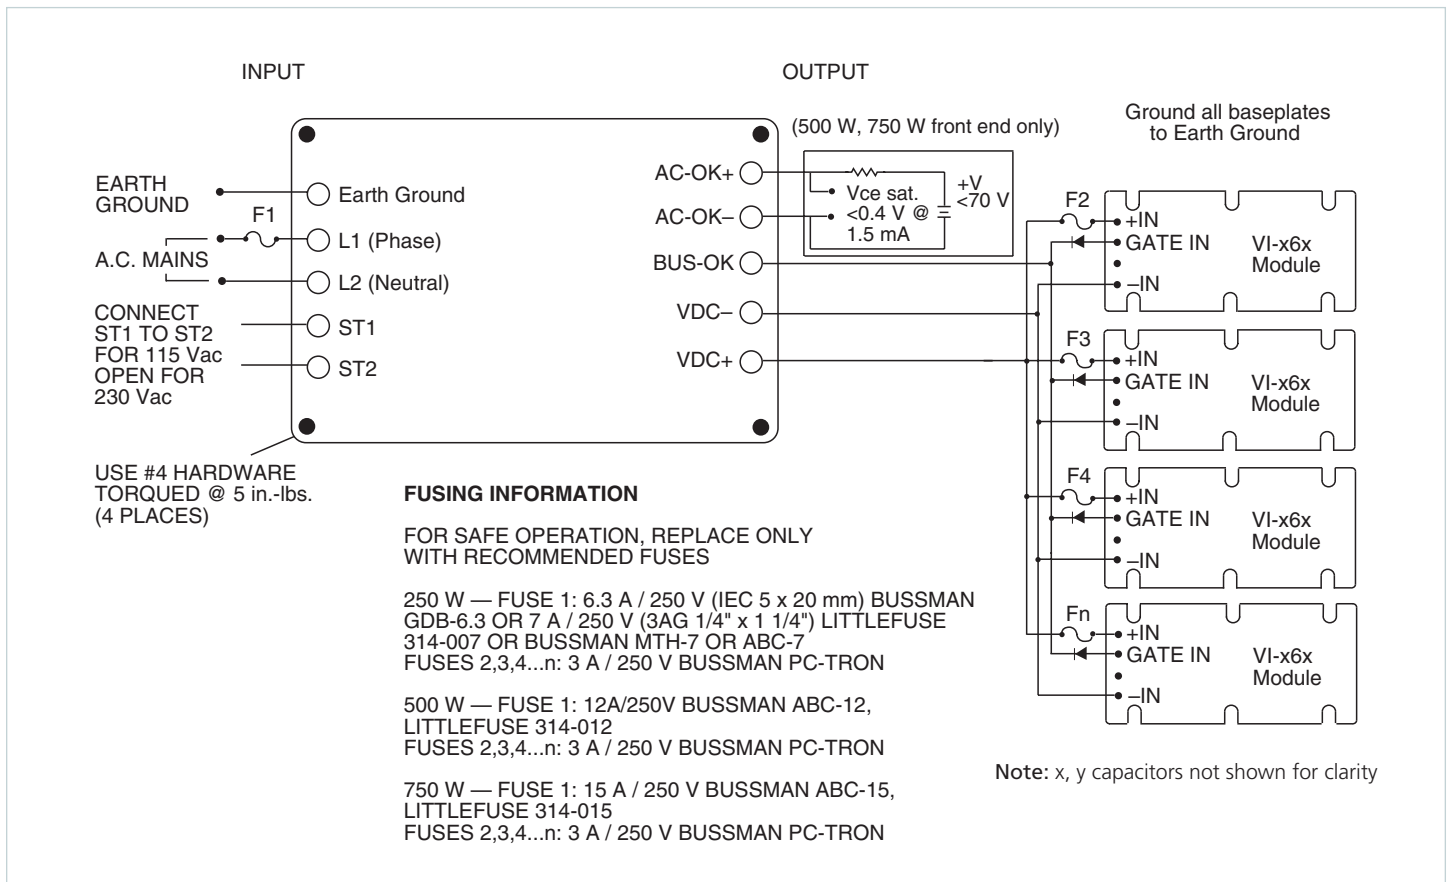 INPUT
OUTPUT
EARTH
GROUND
F1
A.C. MAINS
CONNECT
ST1 TO ST2
FOR 115 Vac
OPEN FOR
230 Vac
USE #4 HARDWARE
TORQUED @ 5 in.-lbs.
(4 PLACES)
Earth Ground
L1 (Phase)
L2 (Neutral)
ST1
ST2
AC-OK+
AC-OK–
BUS-OK
VDC–
VDC+
(500 W, 750 W front end only)
Vce sat.
<0.4 V @
1.5 mA
+V
<70 V
Ground all baseplates
to Earth Ground
F2
+IN
GATE IN
–IN
VI-x6x
Module
F3
+IN
GATE IN
–IN
VI-x6x
Module
F4
+IN
GATE IN
–IN
VI-x6x
Module
Fn
+IN
GATE IN
–IN
VI-x6x
Module
FUSING INFORMATION
FOR SAFE OPERATION, REPLACE ONLY
WITH RECOMMENDED FUSES
250 W — FUSE 1: 6.3 A / 250 V (IEC 5 x 20 mm) BUSSMAN
GDB-6.3 OR 7 A / 250 V (3AG 1/4" x 1 1/4") LITTLEFUSE
314-007 OR BUSSMAN MTH-7 OR ABC-7
FUSES 2,3,4...n: 3 A / 250 V BUSSMAN PC-TRON
500 W — FUSE 1: 12A/250V BUSSMAN ABC-12,
LITTLEFUSE 314-012
FUSES 2,3,4...n: 3 A / 250 V BUSSMAN PC-TRON
750 W — FUSE 1: 15 A / 250 V BUSSMAN ABC-15,
LITTLEFUSE 314-015
FUSES 2,3,4...n: 3 A / 250 V BUSSMAN PC-TRON
Note: x, y capacitors not shown for clarity